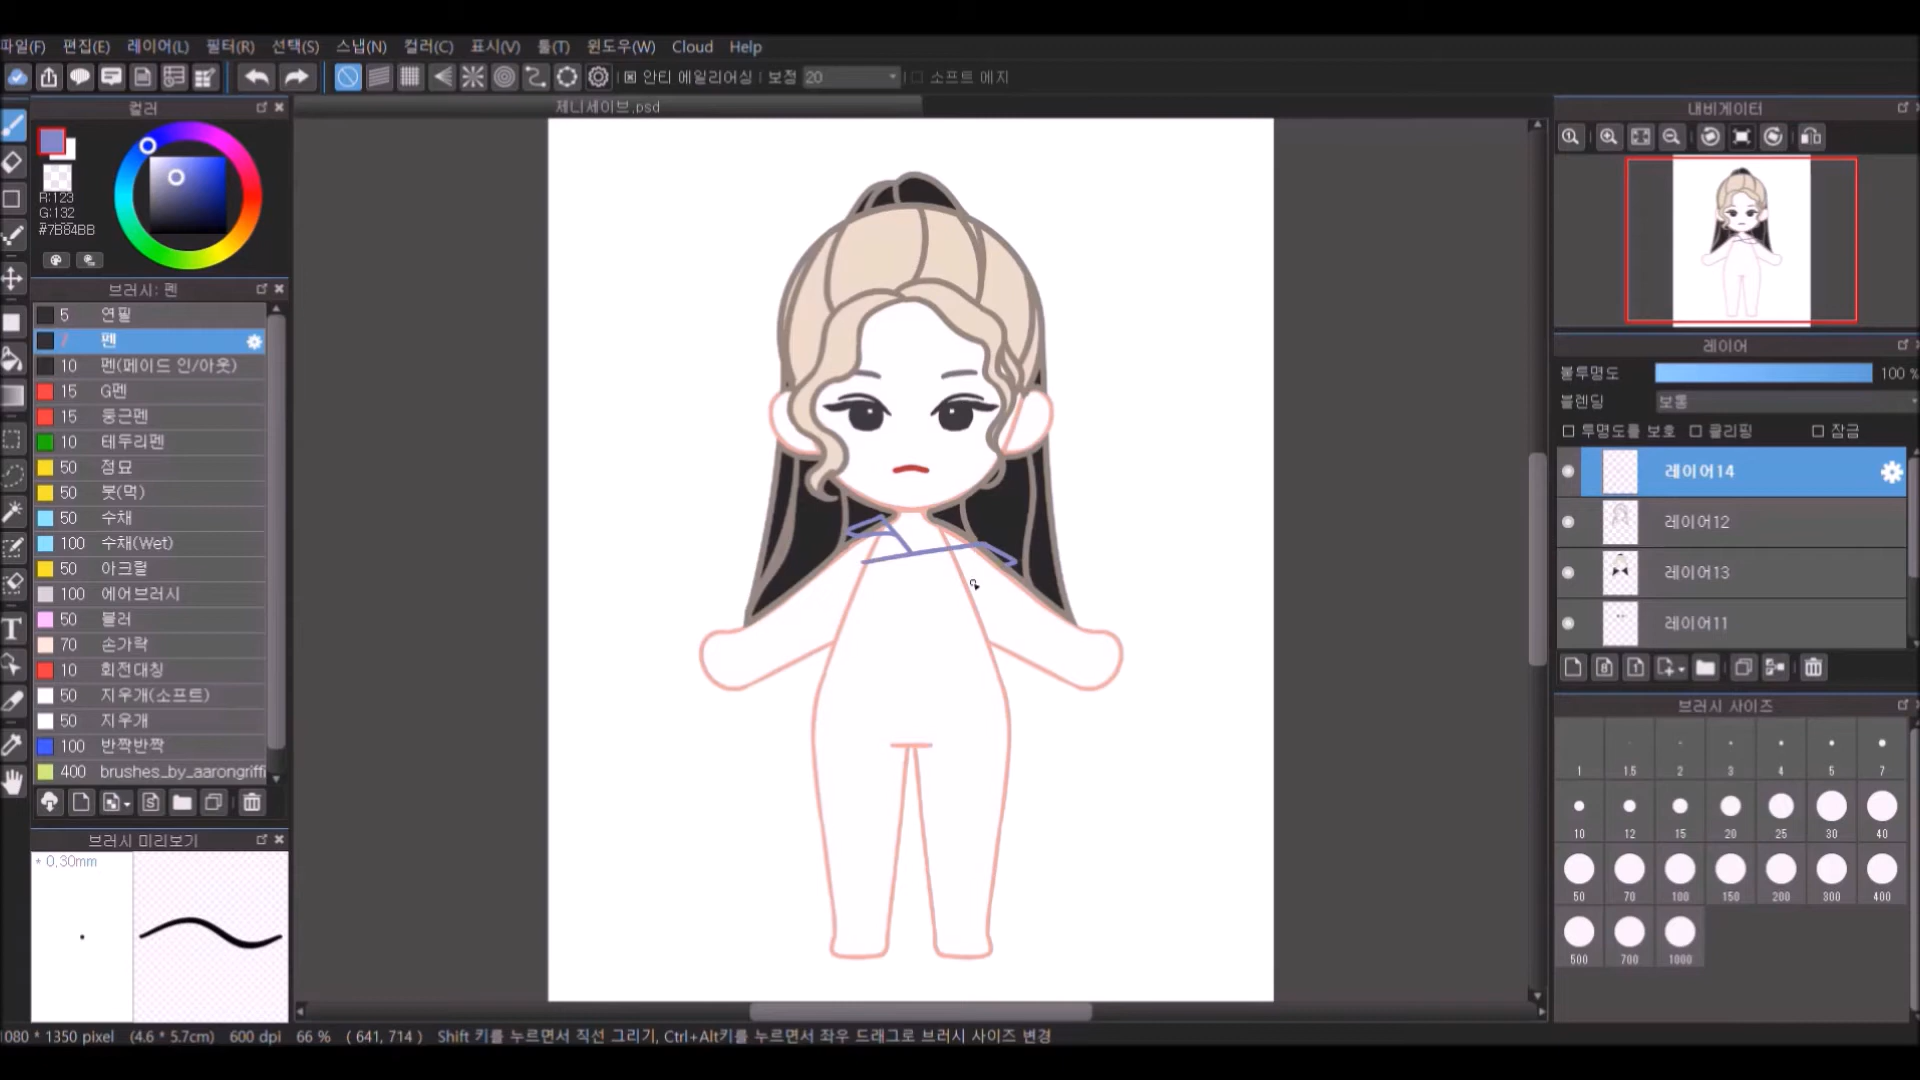 파일(F) 편집(E) 레이어(L) 필터(R) 선택(S) 스냅(N) 컬러(C) 표시(V) 툴(T) 윈도우(W) Cloud Help
안티 에일리어싱 보정 20 소프트 에지
컬러
제니세이브.psd
내비게이터
R:123
G:132
#7B84BB
브러시: 펜
5 연필
7 펜
10 펜(페이드 인/아웃)
15 G펜
15 둥근펜
10 테두리펜
50 점묘
50 붓(먹)
50 수채
100 수채(Wet)
50 아크릴
100 에어브러시
50 블러
70 손가락
10 회전대칭
50 지우개(소프트)
50 지우개
100 반짝반짝
400 brushes_by_aarongriffi
브러시 미리보기
* 0.30mm
레이어
불투명도 100 %
블렌딩 보통
투명도를 보호 클리핑 잠금
레이어14
레이어12
레이어13
레이어11
브러시 사이즈
1 1.5 2 3 4 5 7
10 12 15 20 25 30 40
50 70 100 150 200 300 400
500 700 1000
1080 * 1350 pixel (4.6 * 5.7cm) 600 dpi 66 % ( 641, 714 ) Shift 키를 누르면서 직선 그리기, Ctrl+Alt키를 누르면서 좌우 드래그로 브러시 사이즈 변경